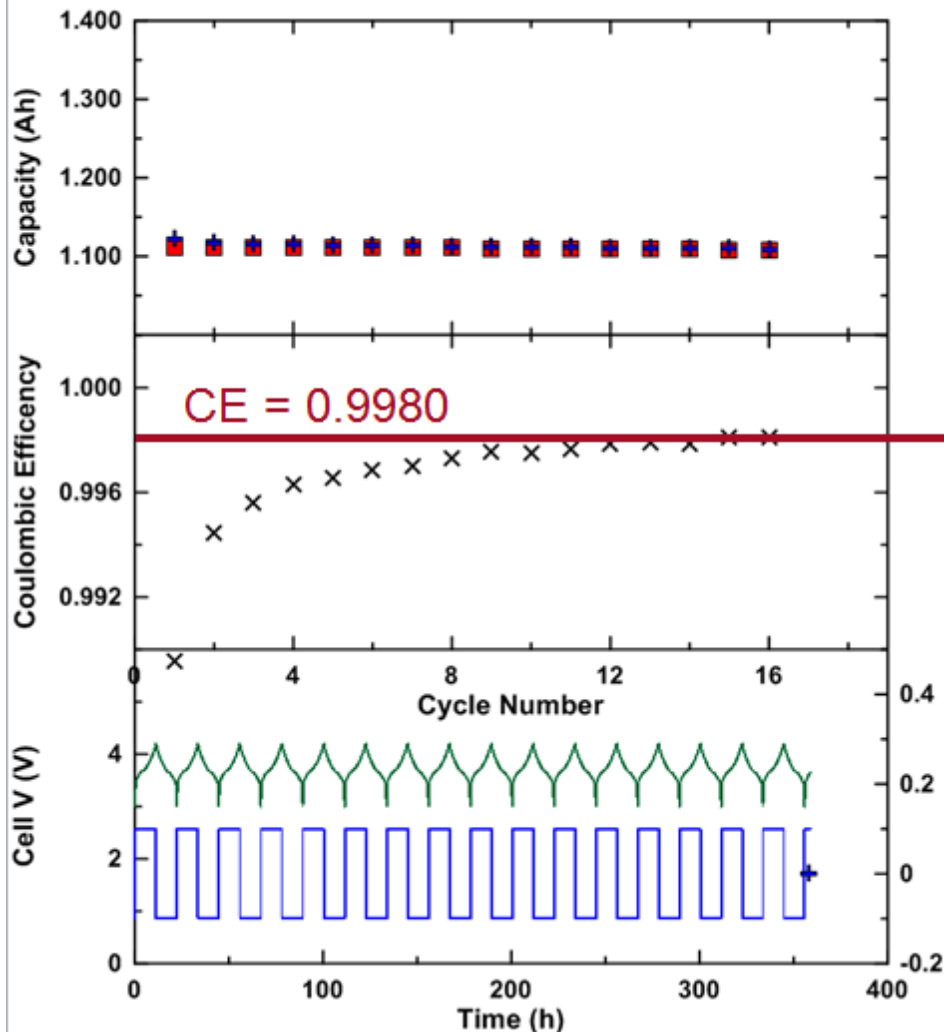 1.400
1.300
1.200
1.100
Capacity (Ah)
1.000
0.996
0.992
Coulombic Efficency
CE = 0.9980
0 4 8 12 16
Cycle Number
4
2
0
Cell V (V)
0.4
0.2
0
-0.2
0 100 200 300 400
Time (h)